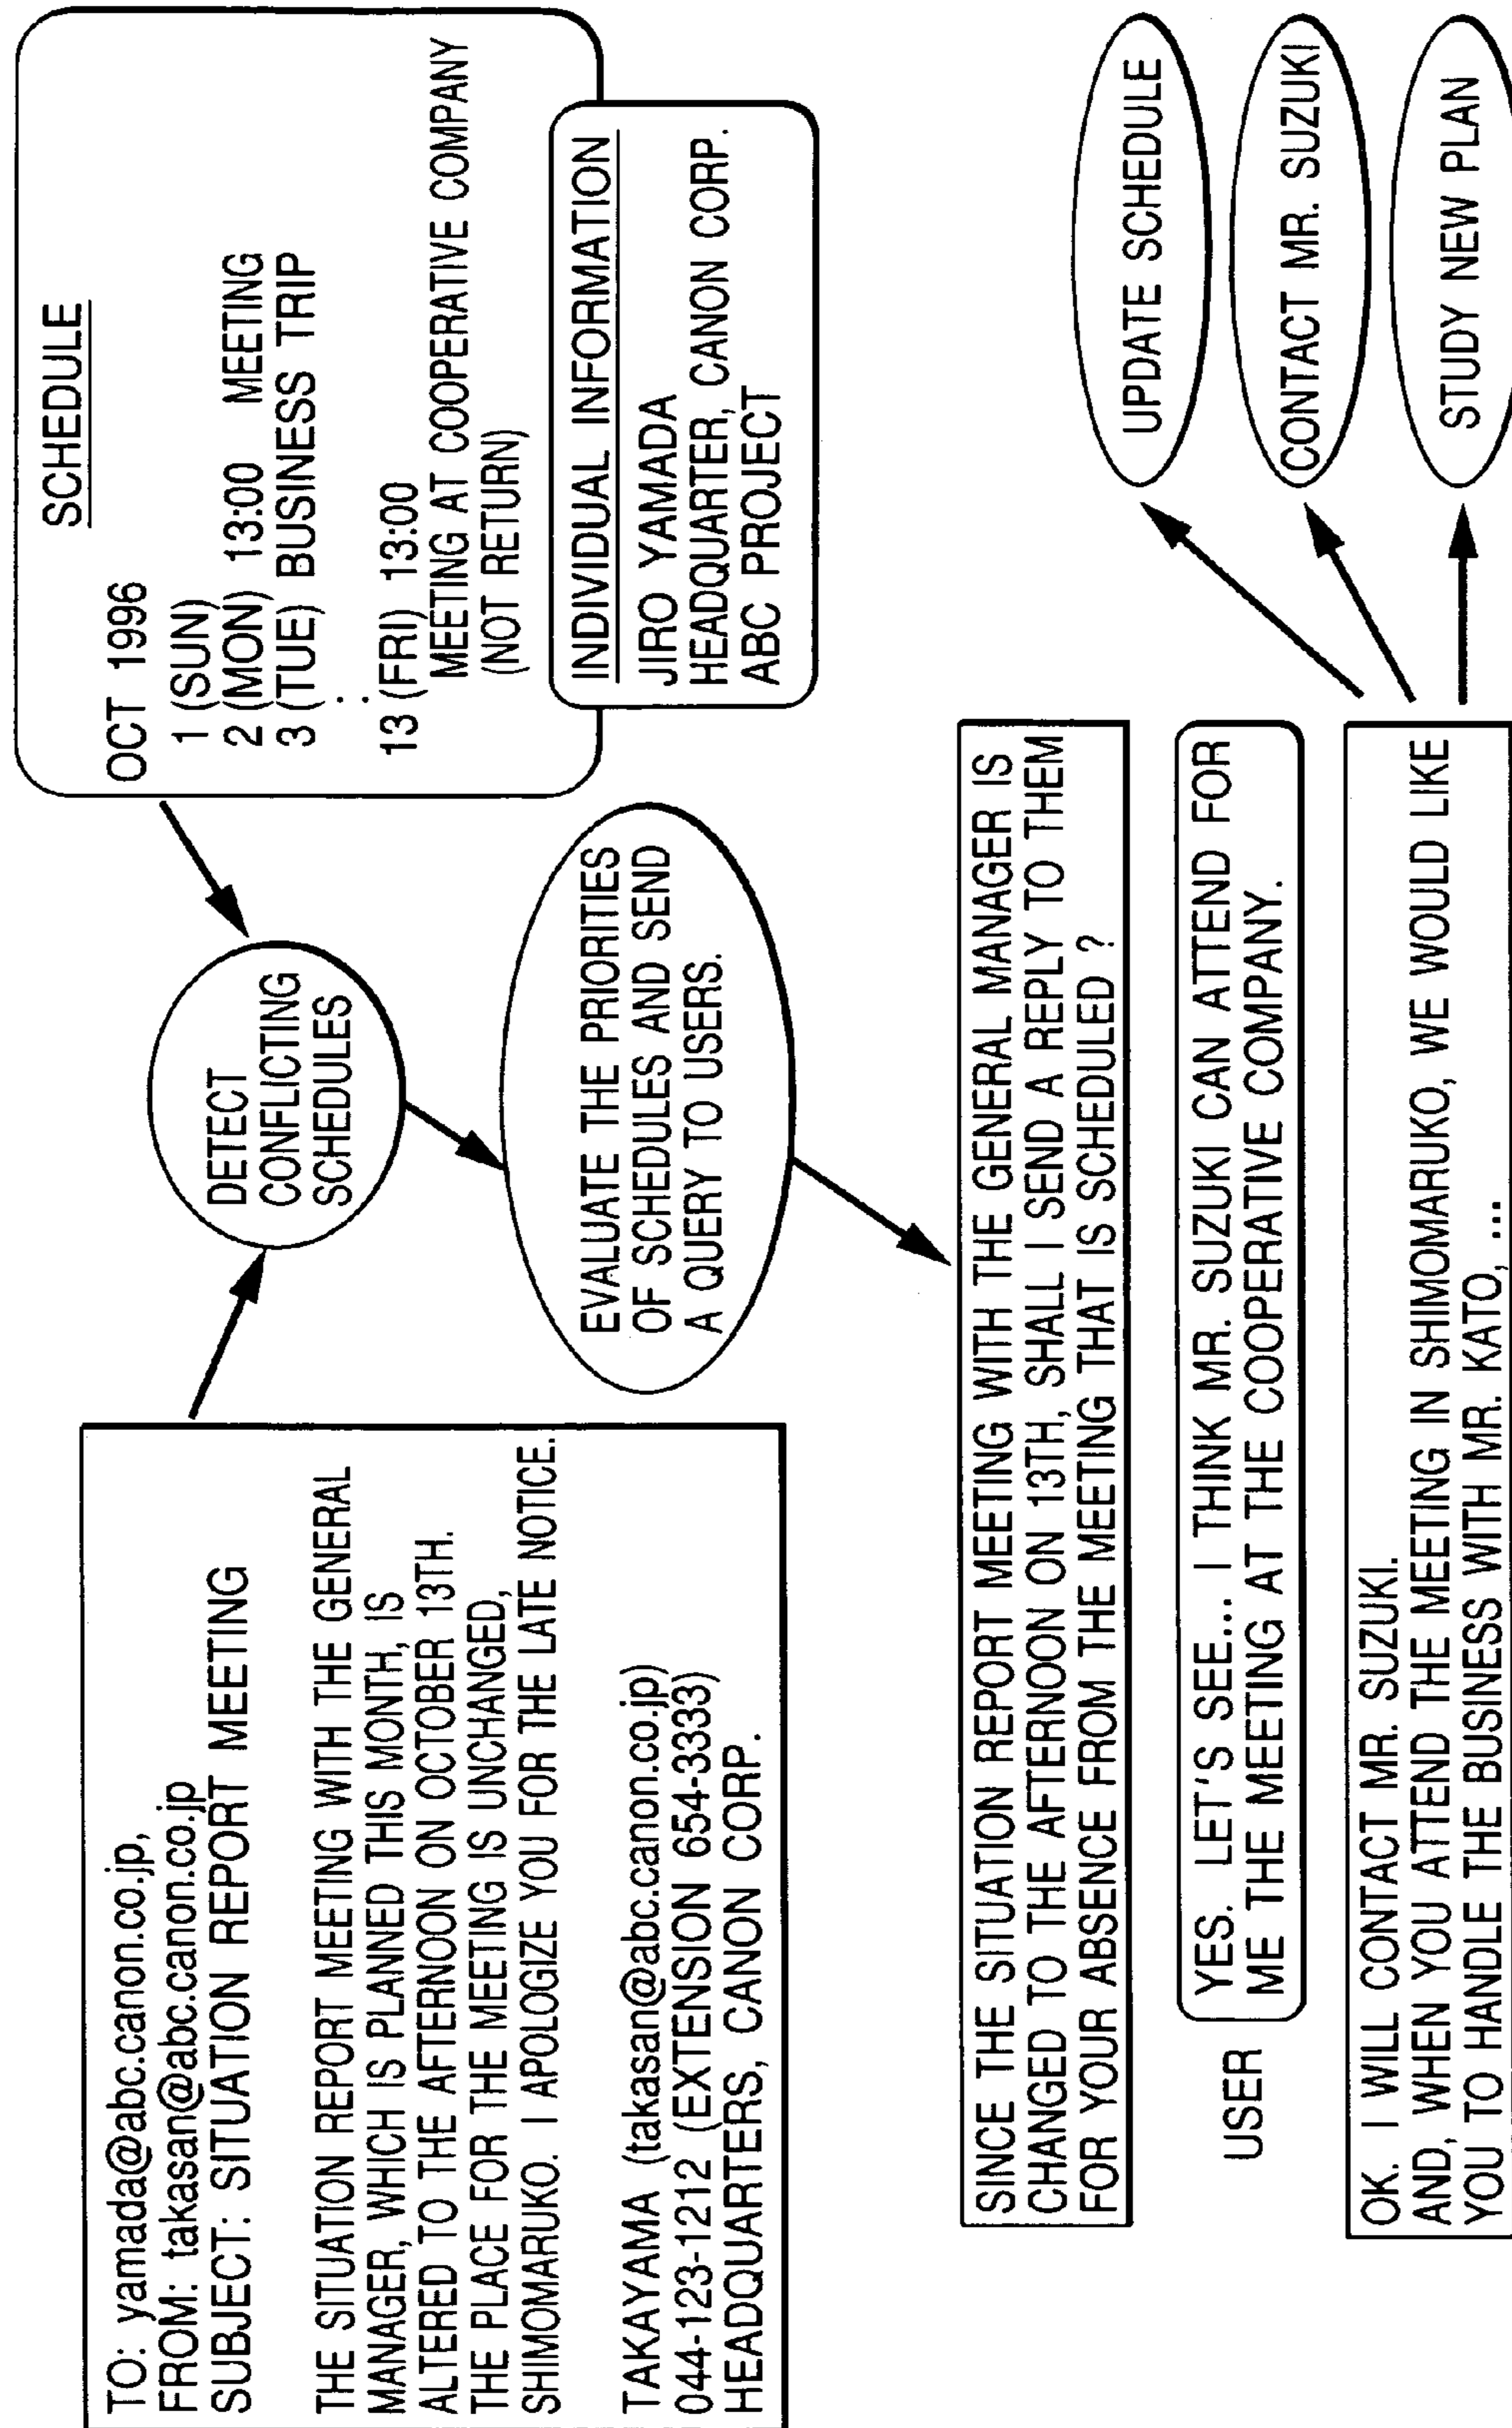 TO: yamada@abc.canon.co.jp,
FROM: takasan@abc.canon.co.jp
SUBJECT: SITUATION REPORT MEETING
THE SITUATION REPORT MEETING WITH THE GENERAL
MANAGER, WHICH IS PLANNED THIS MONTH, IS
ALTERED TO THE AFTERNOON ON OCTOBER 13TH.
THE PLACE FOR THE MEETING IS UNCHANGED,
SHIMOMARUKO. I APOLOGIZE YOU FOR THE LATE NOTICE.
TAKAYAMA (takasan@abc.canon.co.jp)
044-123-1212 (EXTENSION 654-3333)
HEADQUARTERS, CANON CORP.
DETECT
CONFLICTING
SCHEDULES
SCHEDULE
OCT 1996
1 (SUN)
2 (MON) 13:00 MEETING
3 (TUE) BUSINESS TRIP
:
13 (FRI) 13:00
MEETING AT COOPERATIVE COMPANY
(NOT RETURN)
INDIVIDUAL INFORMATION
JIRO YAMADA
HEADQUARTER, CANON CORP.
ABC PROJECT
EVALUATE THE PRIORITIES
OF SCHEDULES AND SEND
A QUERY TO USERS.
SINCE THE SITUATION REPORT MEETING WITH THE GENERAL MANAGER IS
CHANGED TO THE AFTERNOON ON 13TH, SHALL I SEND A REPLY TO THEM
FOR YOUR ABSENCE FROM THE MEETING THAT IS SCHEDULED ?
USER
YES. LET'S SEE... I THINK MR. SUZUKI CAN ATTEND FOR
ME THE MEETING AT THE COOPERATIVE COMPANY.
OK. I WILL CONTACT MR. SUZUKI.
AND, WHEN YOU ATTEND THE MEETING IN SHIMOMARUKO, WE WOULD LIKE
YOU TO HANDLE THE BUSINESS WITH MR. KATO, ...
UPDATE SCHEDULE
CONTACT MR. SUZUKI
STUDY NEW PLAN